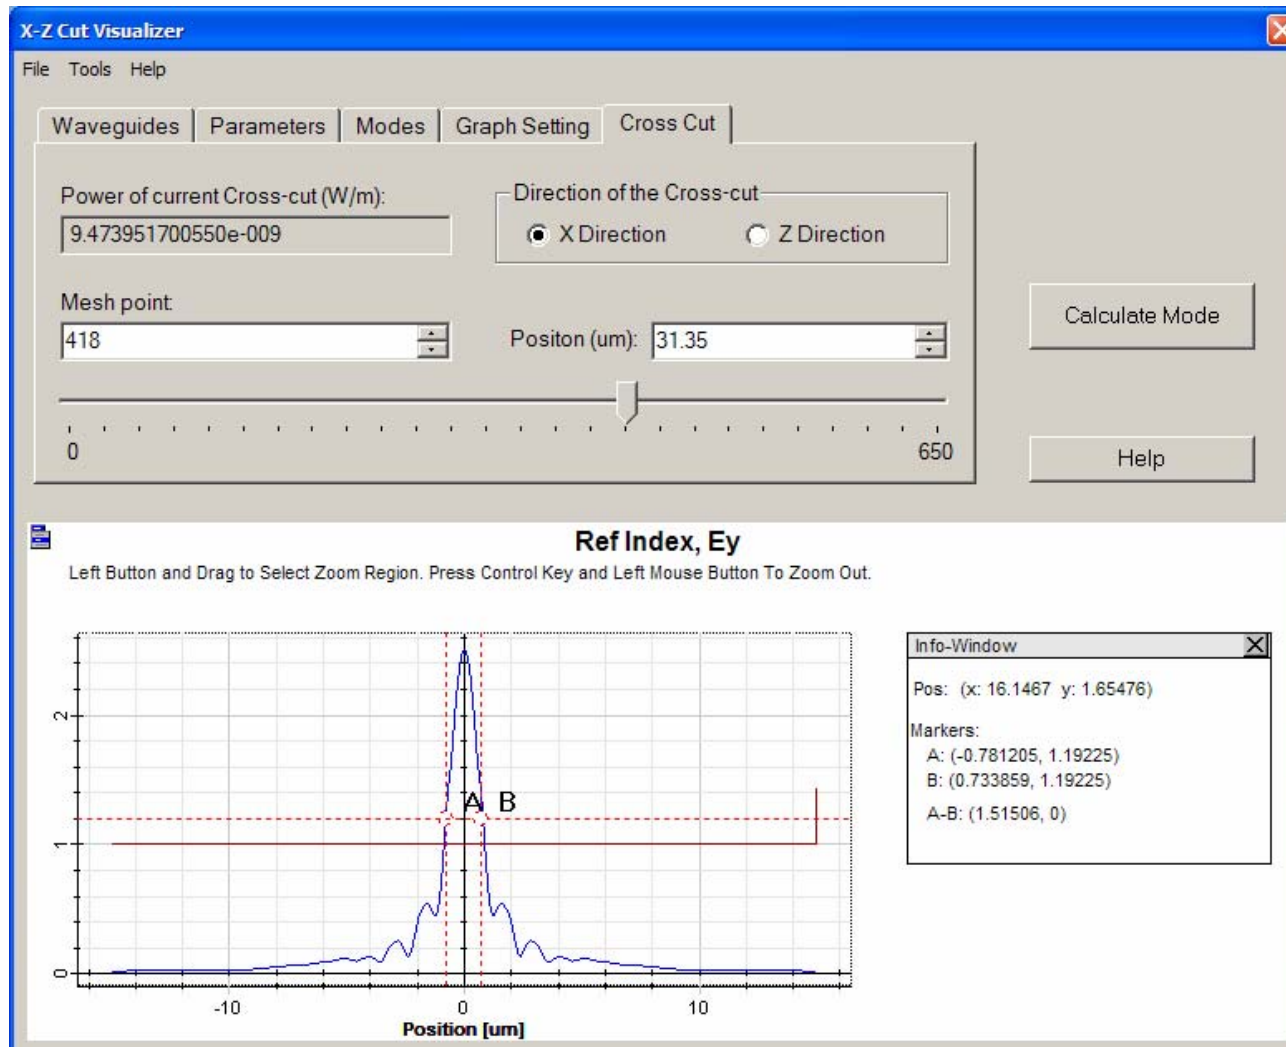 X-Z Cut Visualizer
File Tools Help
Waveguides Parameters Modes Graph Setting Cross Cut
Power of current Cross-cut (W/m):
9.473951700550e-009
Direction of the Cross-cut
X Direction Z Direction
Mesh point:
418
Positon (um): 31.35
0 650
Calculate Mode
Help
Ref Index, Ey
Left Button and Drag to Select Zoom Region. Press Control Key and Left Mouse Button To Zoom Out.
2
1
0
A B
-10 0 10
Position [um]
Info-Window
Pos: (x: 16.1467 y: 1.65476)
Markers:
A: (-0.781205, 1.19225)
B: (0.733859, 1.19225)
A-B: (1.51506, 0)